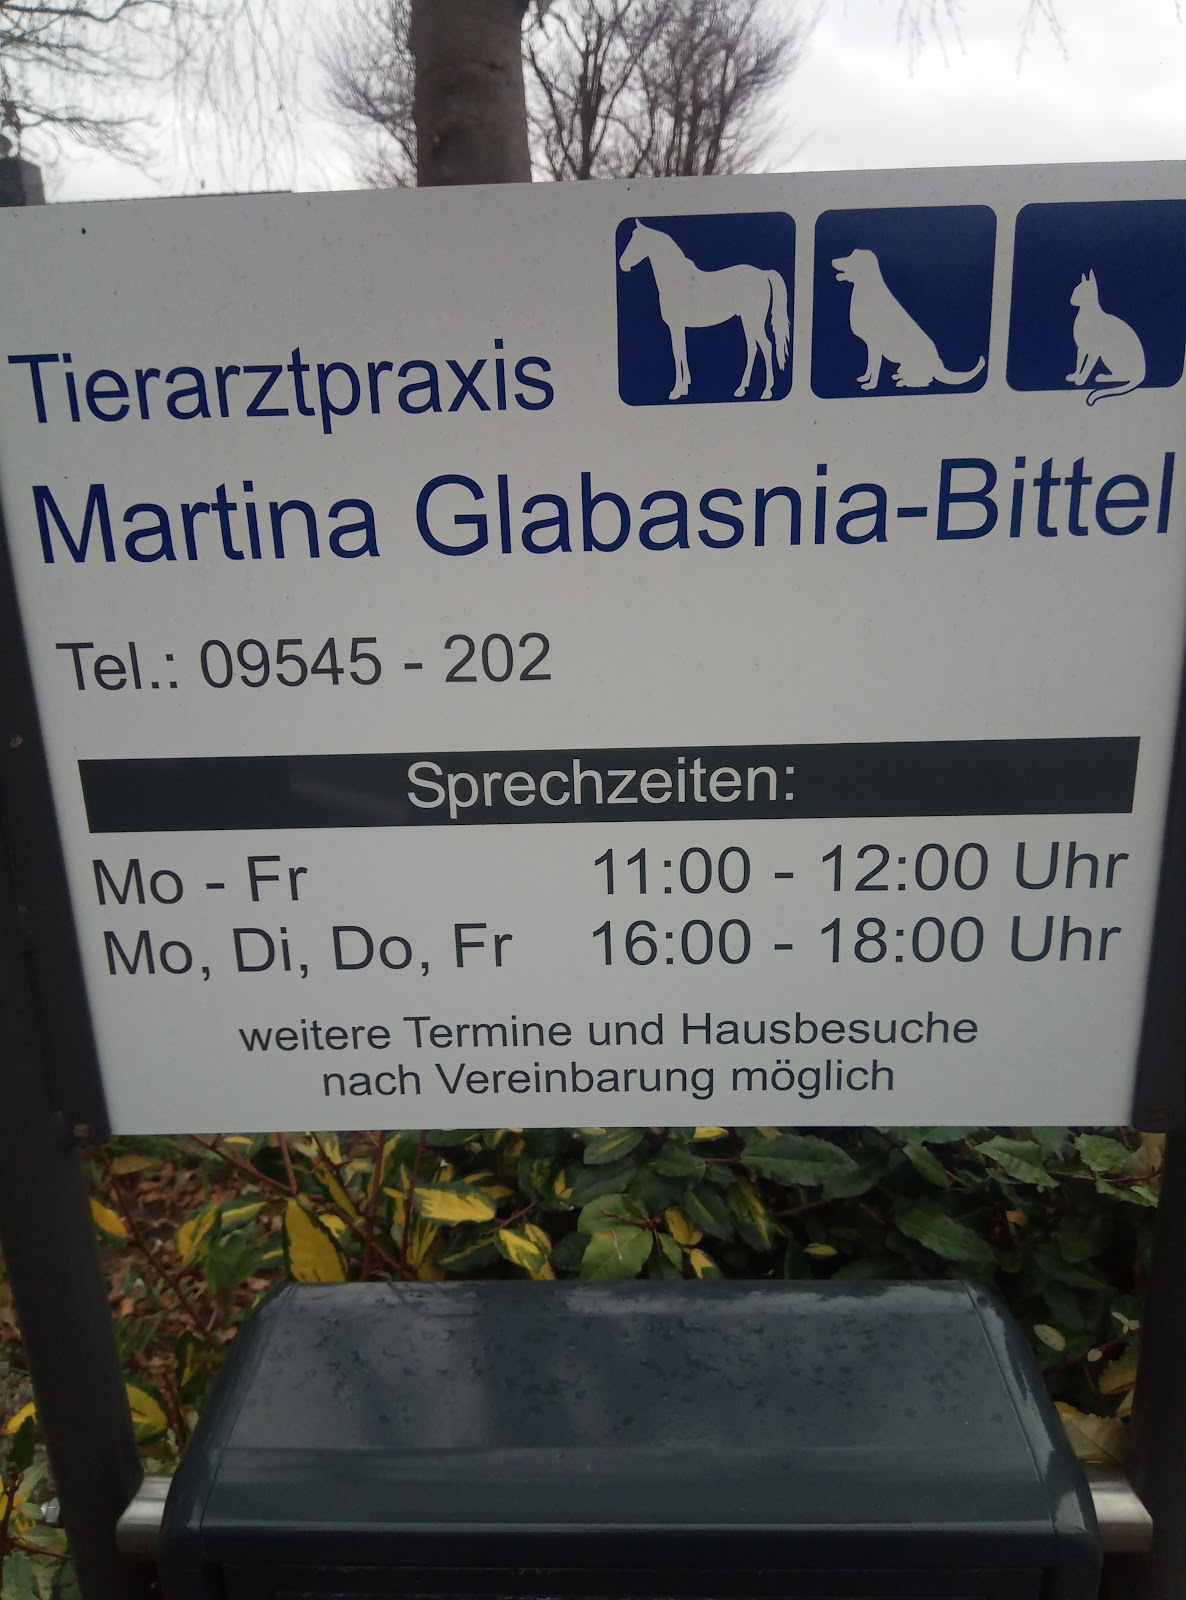 Tierarztpraxis
Martina Glabasnia-Bittel
Tel.: 09545 - 202
Sprechzeiten:
Mo - Fr 11:00 - 12:00 Uhr
Mo, Di, Do, Fr 16:00 - 18:00 Uhr
weitere Termine und Hausbesuche
nach Vereinbarung möglich